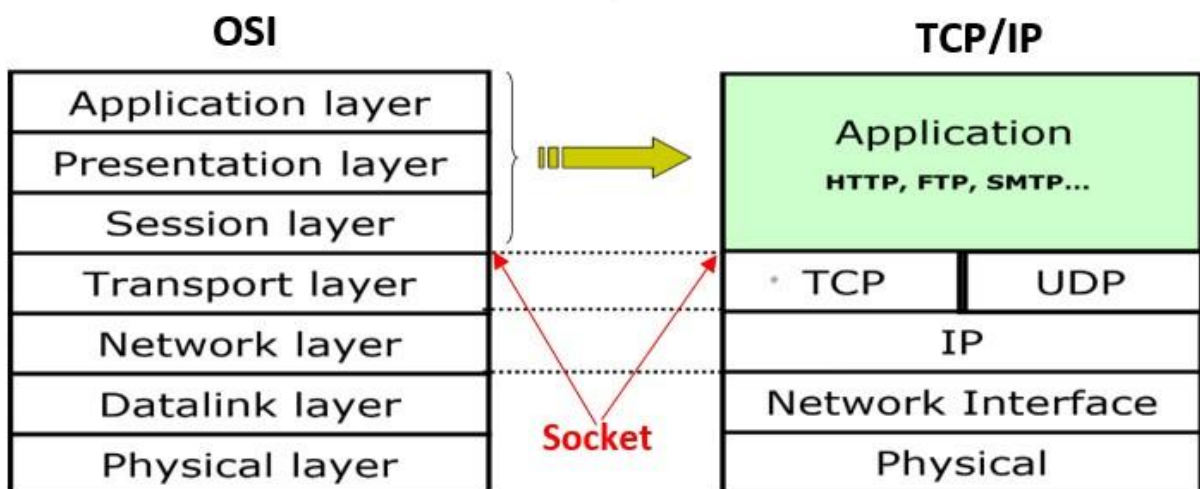 OSI
Application layer
Presentation layer
Session layer
Transport layer
Network layer
Datalink layer
Physical layer
Socket
TCP/IP
Application
HTTP, FTP, SMTP...
TCP
UDP
IP
Network Interface
Physical